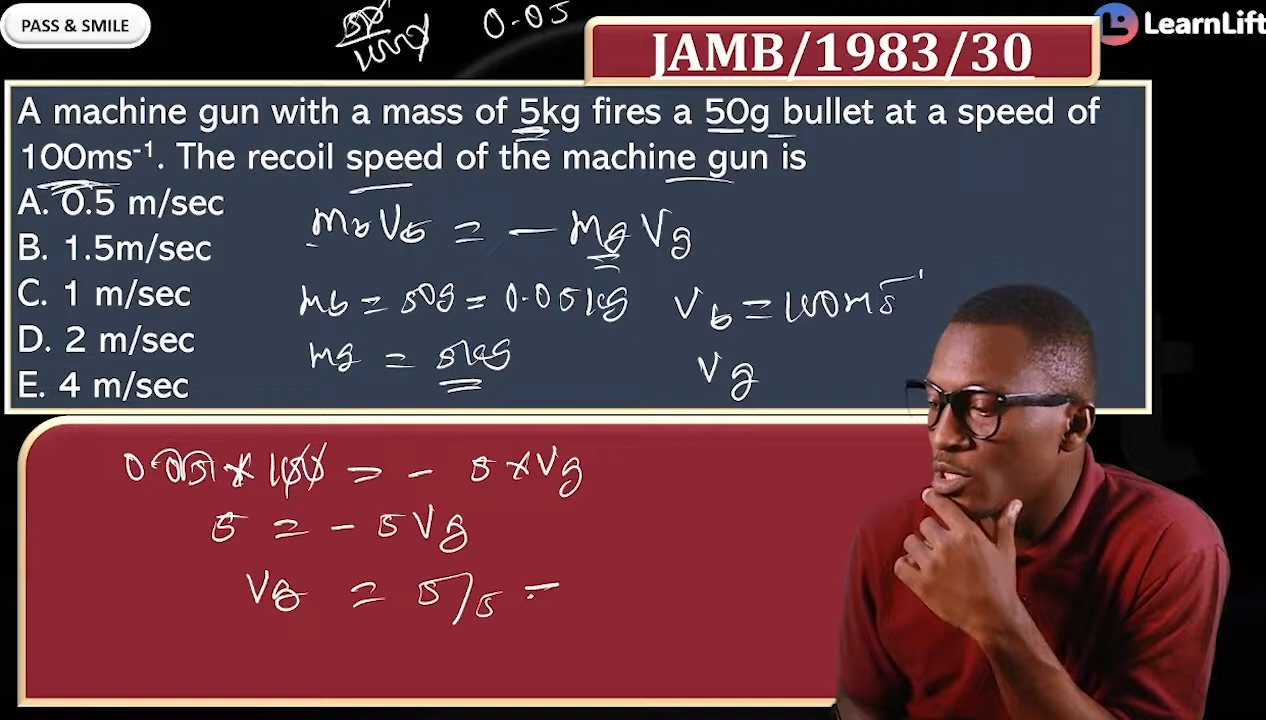 PASS & SMILE
50/1000
0.05
JAMB/1983/30
LearnLift
A machine gun with a mass of 5kg fires a 50g bullet at a speed of
100ms⁻¹. The recoil speed of the machine gun is
A. 0.5 m/sec
B. 1.5m/sec
C. 1 m/sec
D. 2 m/sec
E. 4 m/sec
MbVb = - MgVg
Mb = 50g = 0.05kg Vb = 100ms⁻¹
Mg = 5kg Vg
0.05 * 100 = - 5 * Vg
5 = - 5Vg
Vg = 5/5 =